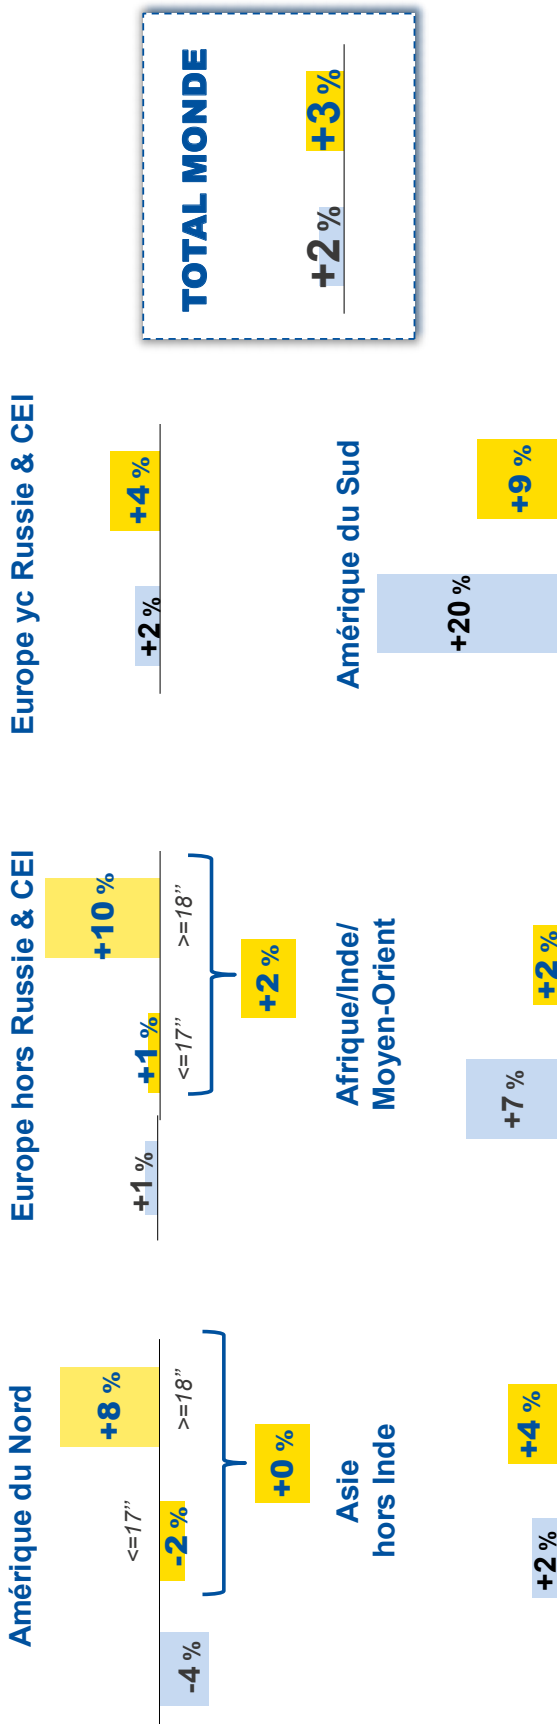 Amérique du Nord
-4 %
<=17’’
-2 %
+8 %
>=18’’
+0 %
Europe hors Russie & CEI
+1 %
+1 %
<=17’’
+10 %
>=18’’
+2 %
Europe yc Russie & CEI
+2 %
+4 %
TOTAL MONDE
+2 %
+3 %
Asie
hors Inde
+2 %
+4 %
Afrique/Inde/
Moyen-Orient
+7 %
+2 %
Amérique du Sud
+20 %
+9 %